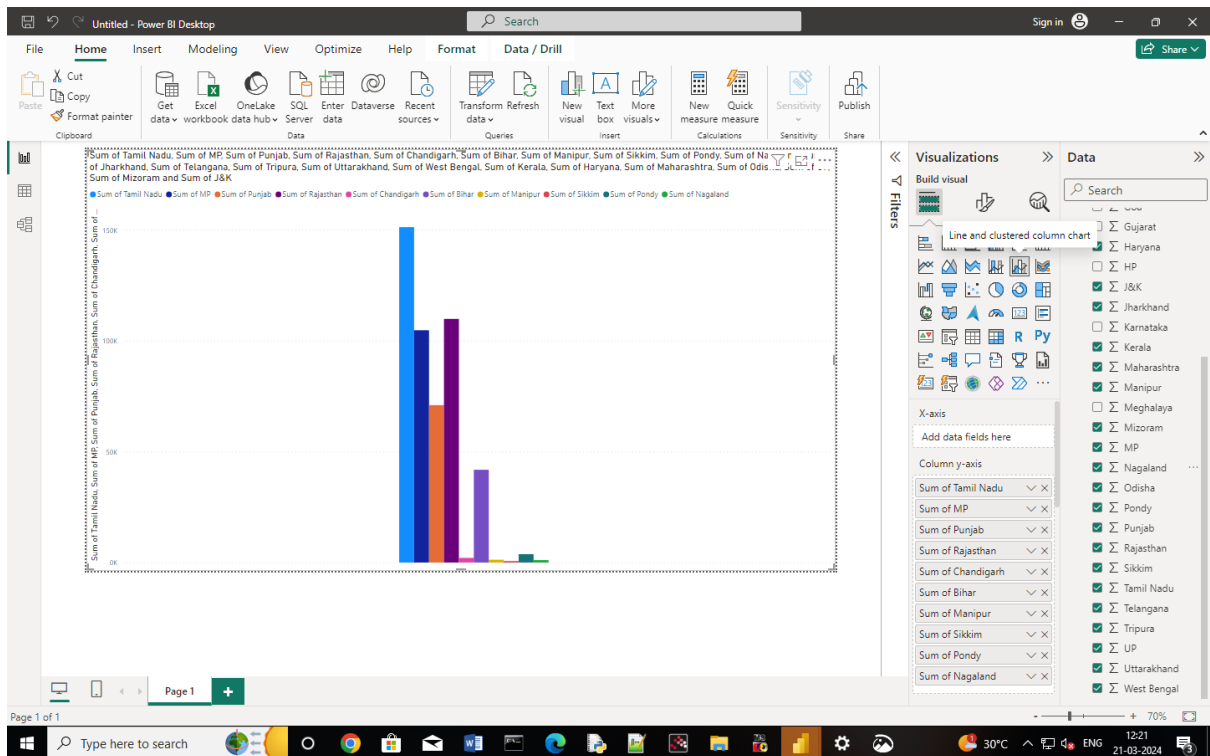 Untitled - Power BI Desktop
Search
Sign in
File Home Insert Modeling View Optimize Help Format Data / Drill
Share
Paste
Cut
Copy
Format painter
Clipboard
Get data
Excel workbook
OneLake data hub
SQL Server
Enter data
Dataverse
Recent sources
Data
Transform data
Refresh
Queries
New visual
Text box
More visuals
Insert
New measure
Quick measure
Calculations
Sensitivity
Sensitivity
Publish
Share
Sum of Tamil Nadu, Sum of MP, Sum of Punjab, Sum of Rajasthan, Sum of Chandigarh, Sum of Bihar, Sum of Manipur, Sum of Sikkim, Sum of Pondy, Sum of Na
of Jharkhand, Sum of Telangana, Sum of Tripura, Sum of Uttarakhand, Sum of West Bengal, Sum of Kerala, Sum of Haryana, Sum of Maharashtra, Sum of Odis
Sum of Mizoram and Sum of J&K
Sum of Tamil Nadu Sum of MP Sum of Punjab Sum of Rajasthan Sum of Chandigarh Sum of Bihar Sum of Manipur Sum of Sikkim Sum of Pondy Sum of Nagaland
Sum of Tamil Nadu, Sum of MP, Sum of Punjab, Sum of Rajasthan, Sum of Chandigarh, Sum of ...
150K
100K
50K
0K
Filters
Visualizations
Build visual
Line and clustered column chart
123
R Py
123
X-axis
Add data fields here
Column y-axis
Sum of Tamil Nadu
Sum of MP
Sum of Punjab
Sum of Rajasthan
Sum of Chandigarh
Sum of Bihar
Sum of Manipur
Sum of Sikkim
Sum of Pondy
Sum of Nagaland
Data
Search
Gujarat
Haryana
HP
J&K
Jharkhand
Karnataka
Kerala
Maharashtra
Manipur
Meghalaya
Mizoram
MP
Nagaland
Odisha
Pondy
Punjab
Rajasthan
Sikkim
Tamil Nadu
Telangana
Tripura
UP
Uttarakhand
West Bengal
Page 1
Page 1 of 1
70%
Type here to search
30°C
ENG
12:21
21-03-2024